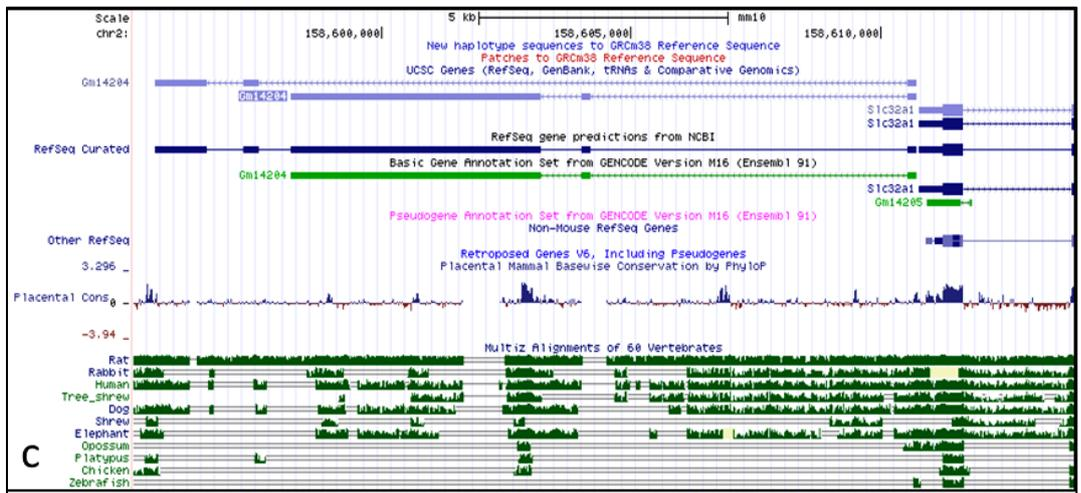 Scale 5 kb mm10
chr2: 158,600,000| 158,605,000| 158,610,000|
New haplotype sequences to GRCm38 Reference Sequence
Patches to GRCm38 Reference Sequence
UCSC Genes (RefSeq, GenBank, tRNAs & Comparative Genomics)
Gm14204
Gm14204
Slc32a1
Slc32a1
RefSeq gene predictions from NCBI
RefSeq Curated
Basic Gene Annotation Set from GENCODE Version M16 (Ensembl 91)
Gm14204
Slc32a1
Gm14205
Pseudogene Annotation Set from GENCODE Version M16 (Ensembl 91)
Non-Mouse RefSeq Genes
Other RefSeq
Retroposed Genes V6, Including Pseudogenes
Placental Mammal Basewise Conservation by PhyloP
3.296 _
Placental Cons
0 -
-3.94 _
Multiz Alignments of 60 Vertebrates
Rat
Rabbit
Human
Tree_shrew
Dog
Shrew
Elephant
Opossum
C
Platypus
Chicken
Zebrafish